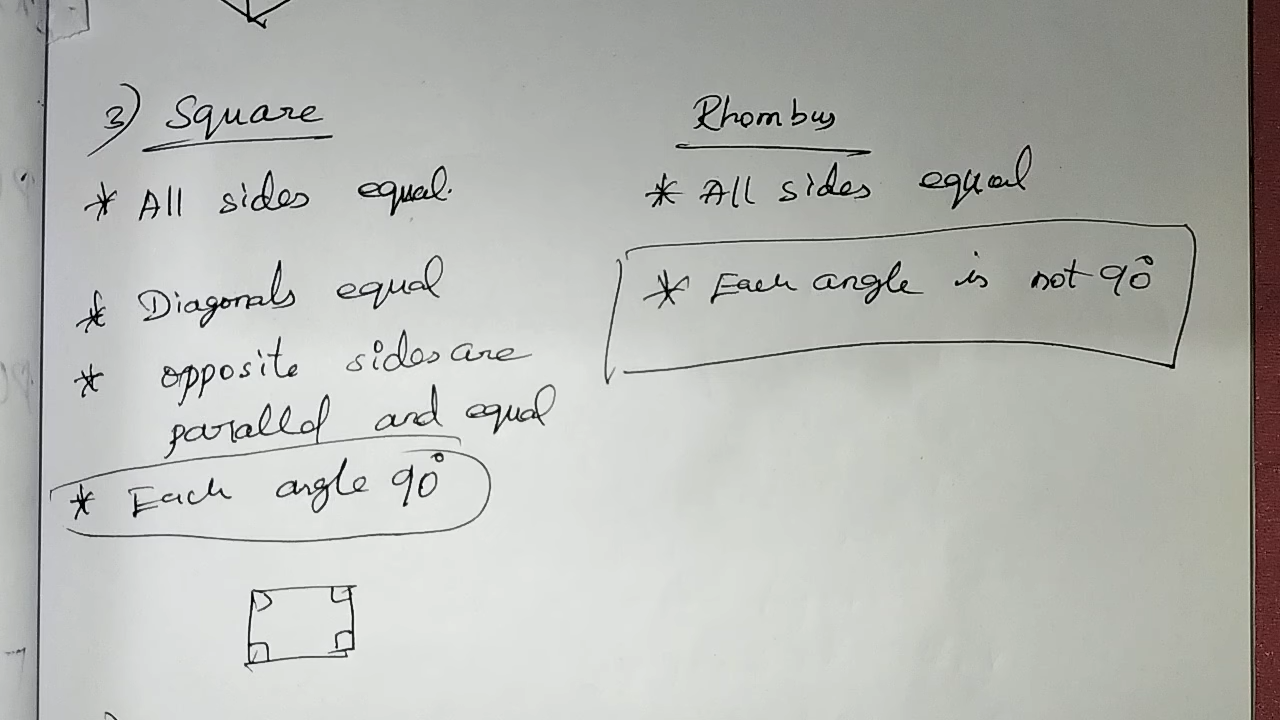 3) Square
* All sides equal.
* Diagonals equal
* opposite sides are
parallel and equal
* Each angle 90°
Rhombus
* All sides equal
* Each angle is not 90°